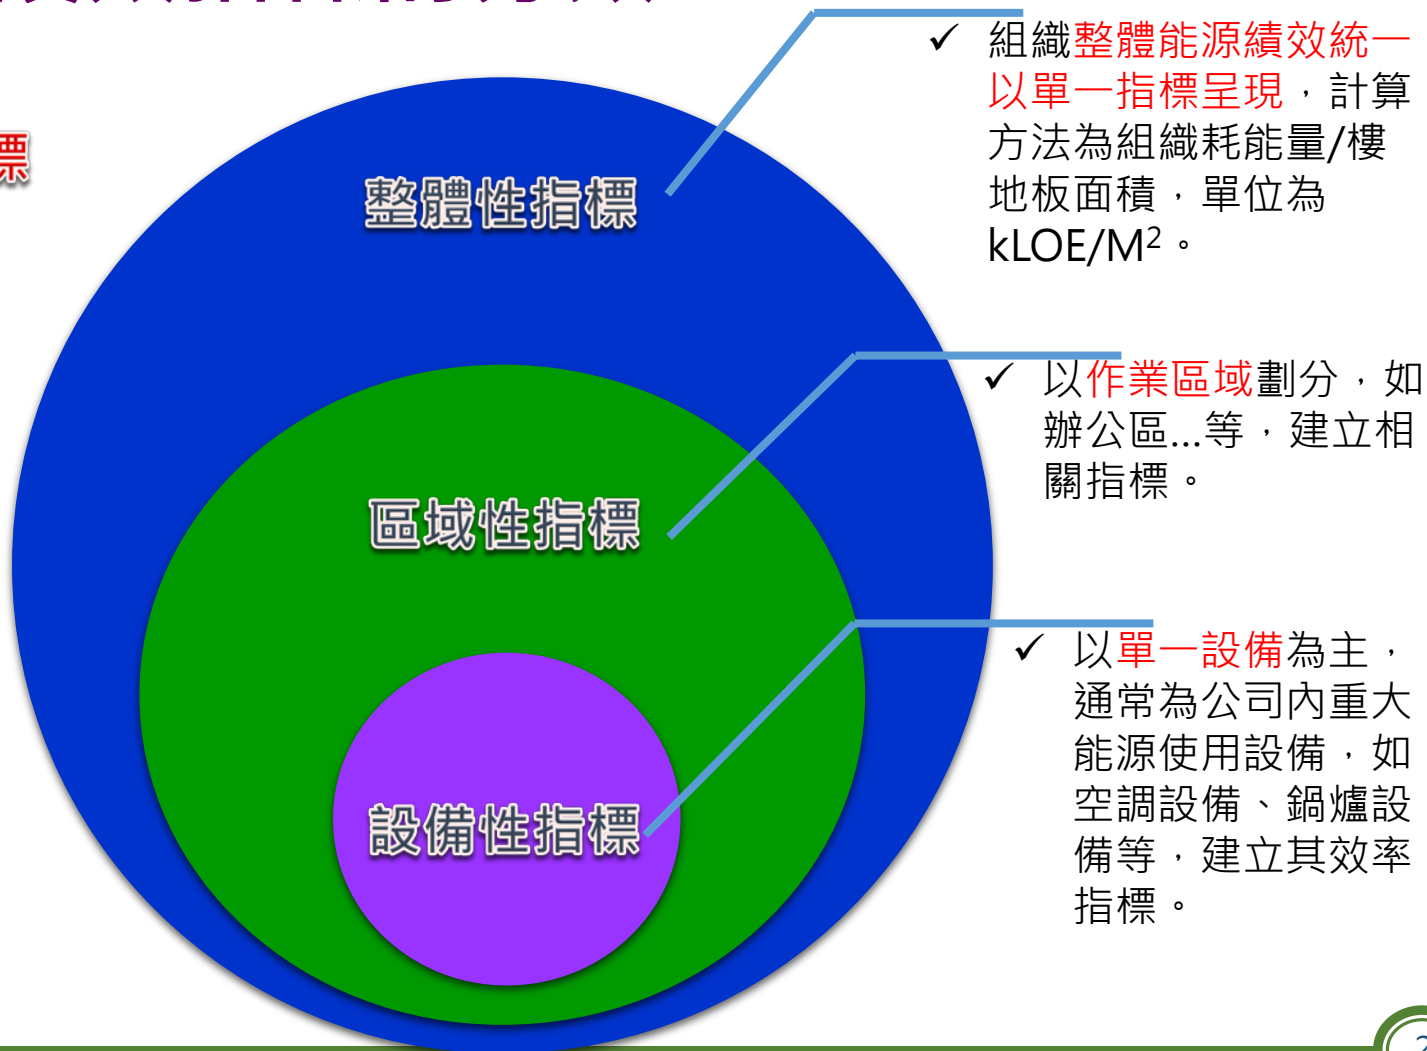 標
整體性指標
區域性指標
設備性指標
✓ 組織整體能源績效統一
以單一指標呈現，計算
方法為組織耗能量/樓
地板面積，單位為
kLOE/M²。
✓ 以作業區域劃分，如
辦公區...等，建立相
關指標。
✓ 以單一設備為主，
通常為公司內重大
能源使用設備，如
空調設備、鍋爐設
備等，建立其效率
指標。